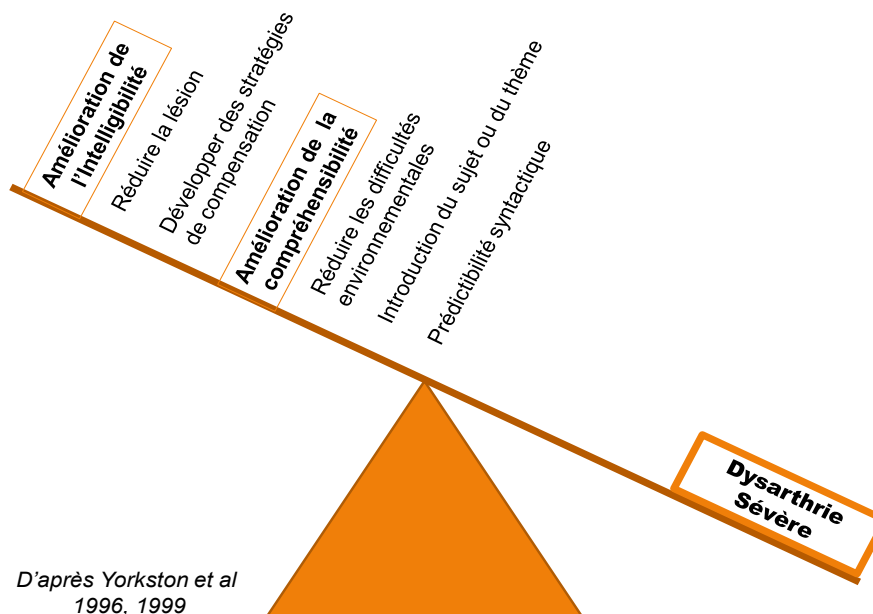 Amélioration de
l'Intelligibilité
Réduire la lésion
Développer des stratégies
de compensation
Amélioration de la
compréhensibilité
Réduire les difficultés
environnementales
Introduction du sujet ou du thème
Prédictibilité syntactique
Dysarthrie
Sévère
D'après Yorkston et al
1996, 1999